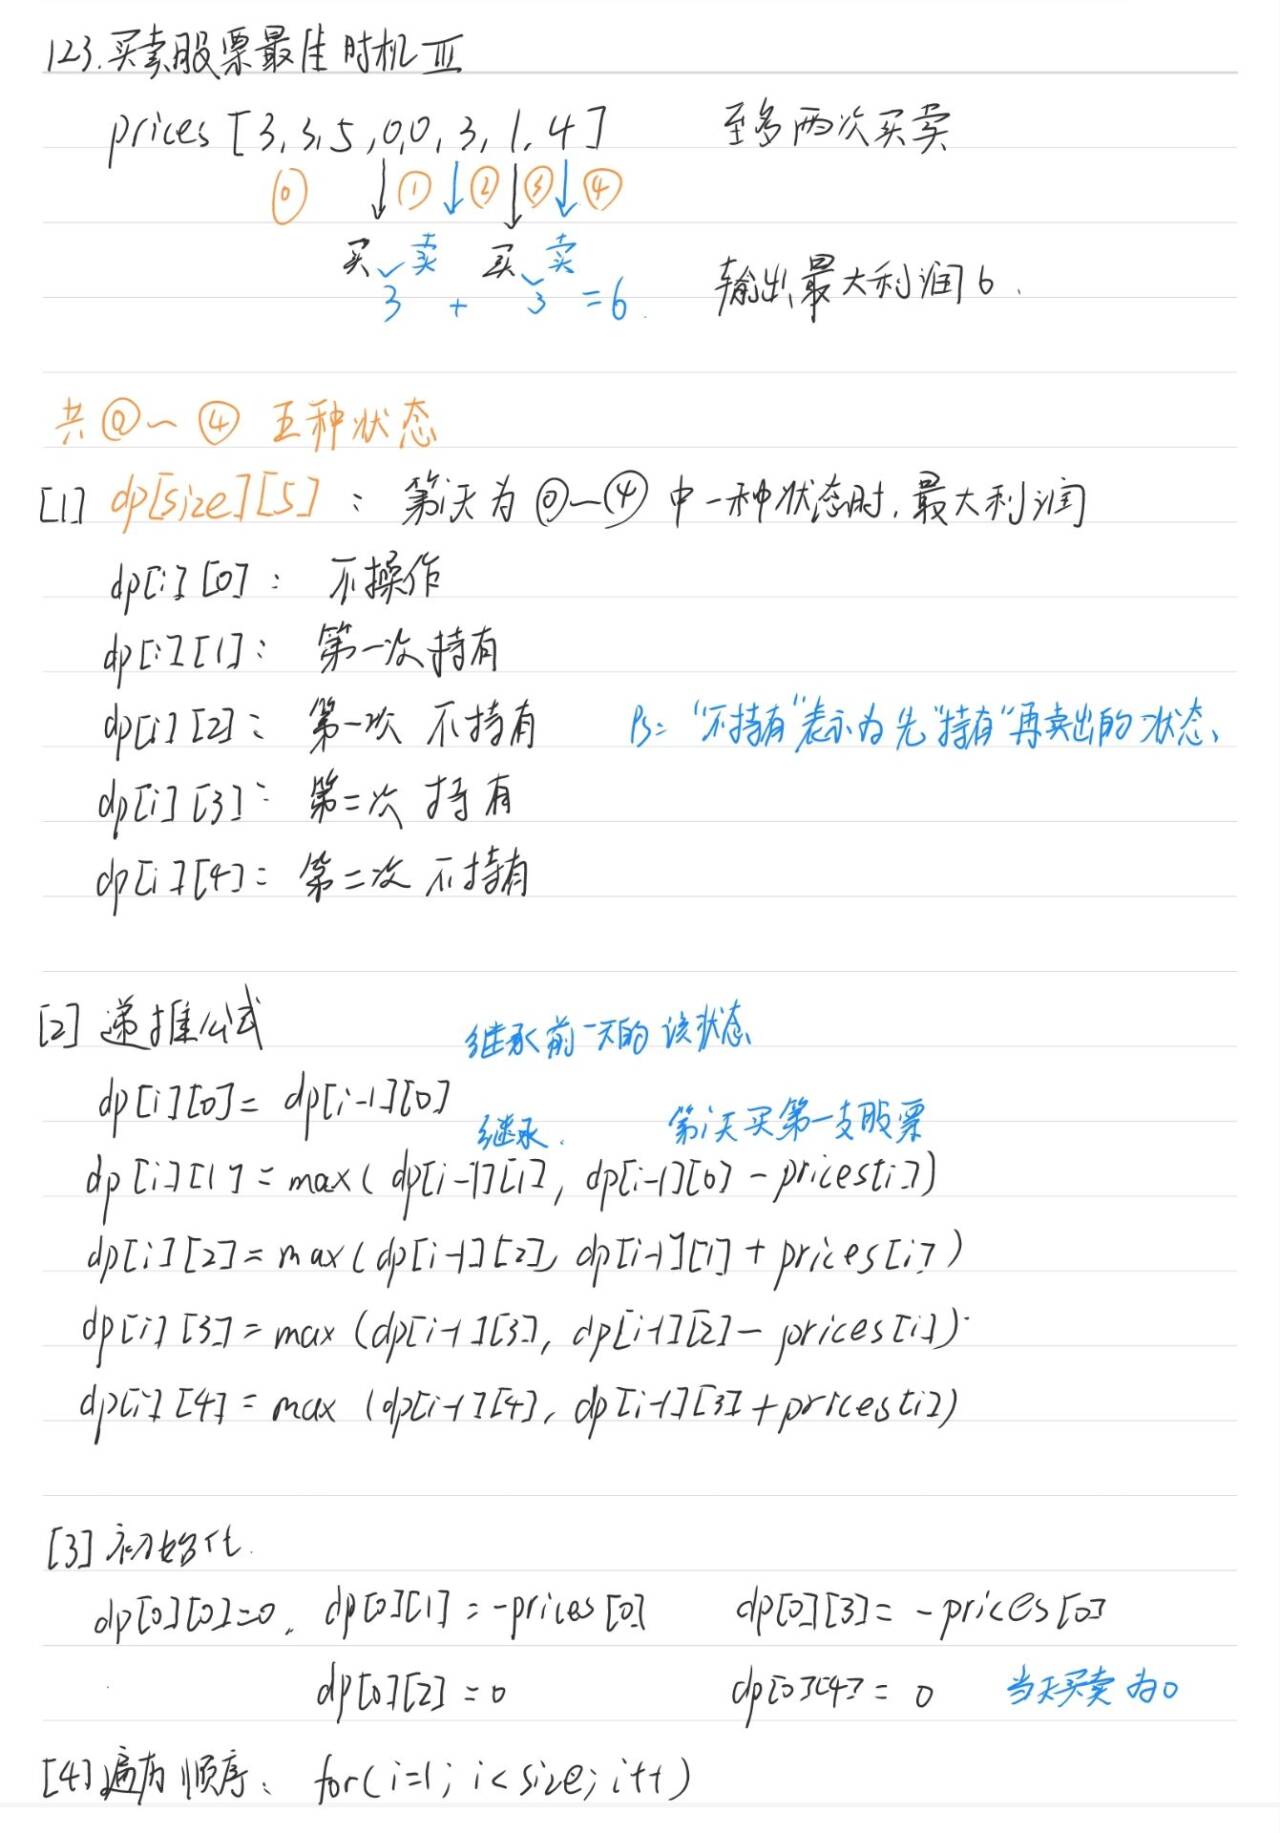 123.买卖股票最佳时机 III
prices [3,3,5,0,0,3,1,4] 至多两次买卖
⓪ ↓ ① ↓ ② ↓ ③ ↓ ④
买 卖 买 卖
3 + 3 = 6. 输出最大利润6.
共⓪~④ 五种状态
[1] dp[size][5]: 第i天为⓪~④中一种状态时,最大利润
dp[i][0]: 不操作
dp[i][1]: 第一次持有
dp[i][2]: 第一次 不持有 Ps: "不持有"表示为先"持有"再卖出的状态、
dp[i][3]: 第二次 持有
dp[i][4]: 第二次 不持有
[2] 递推公式
继承前一天的该状态
dp[i][0]= dp[i-1][0]
继承. 第i天买第一支股票
dp[i][1]=max( dp[i-1][1], dp[i-1][0] - prices[i])
dp[i][2]=max(dp[i-1][2], dp[i-1][1] + prices[i])
dp[i][3]=max (dp[i-1][3], dp[i-1][2] - prices[i])
dp[i][4] = max (dp[i-1][4], dp[i-1][3] + prices[i])
[3] 初始化.
dp[0][0]=0, dp[0][1] = -prices[0] dp[0][3] = -prices[0]
dp[0][2] = 0 dp[0][4] = 0 当天买卖为0
[4]遍历顺序: for(i=1; i< size; i++)